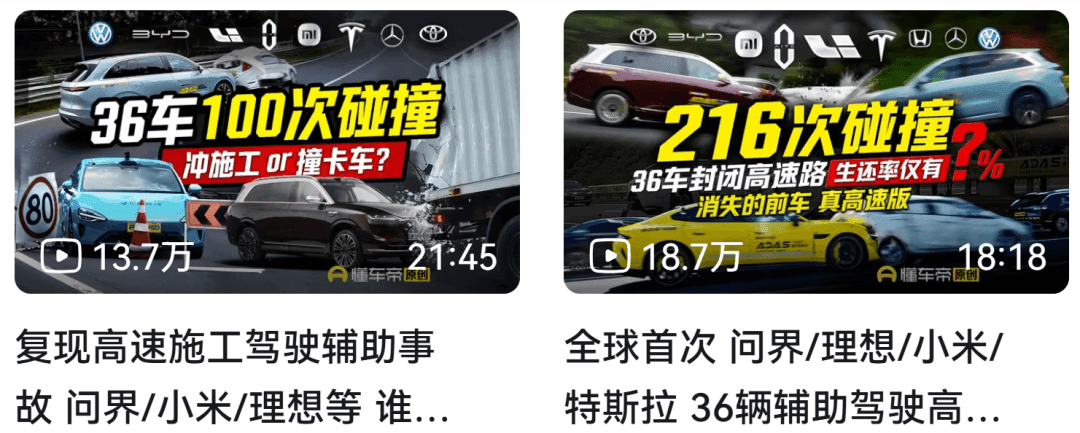 BYD
36车100次碰撞
冲施工 or 撞卡车?
80
13.7万
21:45
懂车帝 原创
复现高速施工驾驶辅助事
故 问界/小米/理想等 谁...
BYD
216次碰撞
36车封闭高速路 生还率仅有?%
消失的前车 真高速版
ADAS
18.7万
18:18
懂车帝 原创
全球首次 问界/理想/小米/
特斯拉 36辆辅助驾驶高...